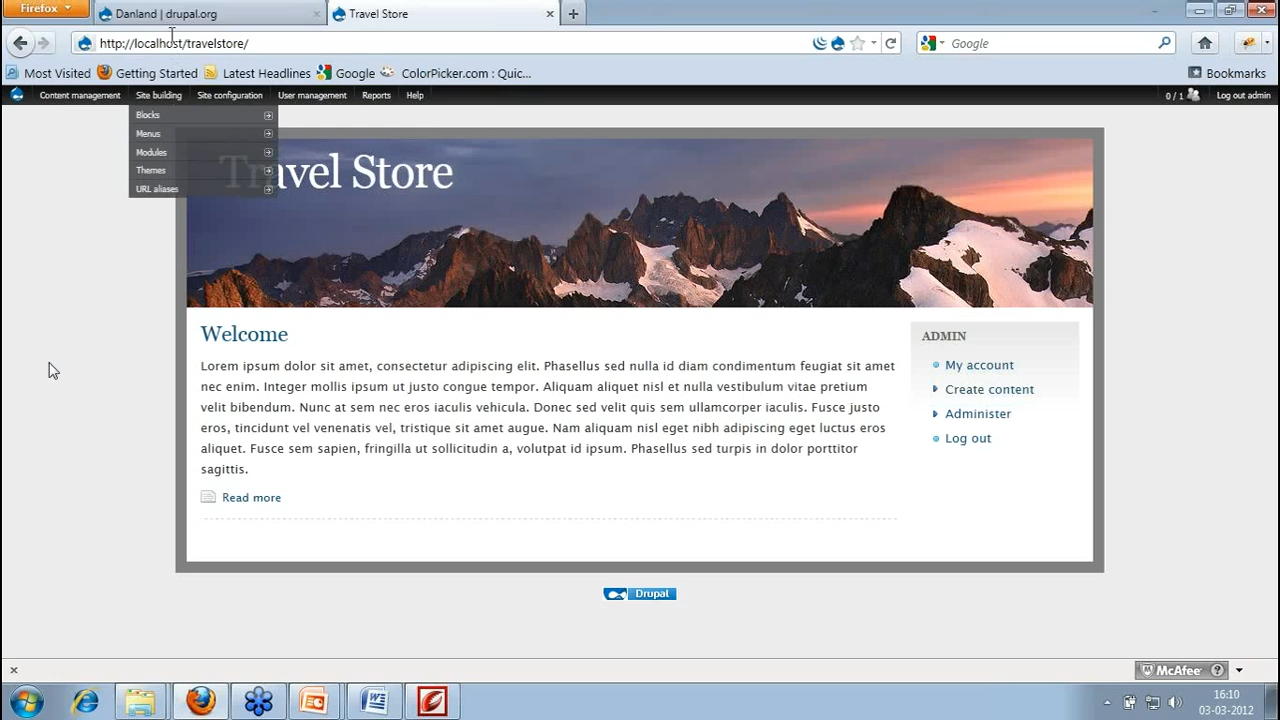 Firefox
Danland | drupal.org
Travel Store
http://localhost/travelstore/
Google
Most Visited
Getting Started
Latest Headlines
Google
ColorPicker.com : Quic...
Bookmarks
Content management
Site building
Site configuration
User management
Reports
Help
0 / 1
Log out admin
Blocks
Menus
Modules
Themes
URL aliases
Travel Store
Welcome
Lorem ipsum dolor sit amet, consectetur adipiscing elit. Phasellus sed nulla id diam condimentum feugiat sit amet
nec enim. Integer mollis ipsum ut justo congue tempor. Aliquam aliquet nisl et nulla vestibulum vitae pretium
velit bibendum. Nunc at sem nec eros iaculis vehicula. Donec sed velit quis sem ullamcorper iaculis. Fusce justo
eros, tincidunt vel venenatis vel, tristique sit amet augue. Nam aliquam nisl eget nibh adipiscing eget luctus eros
aliquet. Fusce sem sapien, fringilla ut sollicitudin a, volutpat id ipsum. Phasellus sed turpis in dolor porttitor
sagittis.
Read more
ADMIN
My account
Create content
Administer
Log out
Drupal
McAfee
16:10
03-03-2012